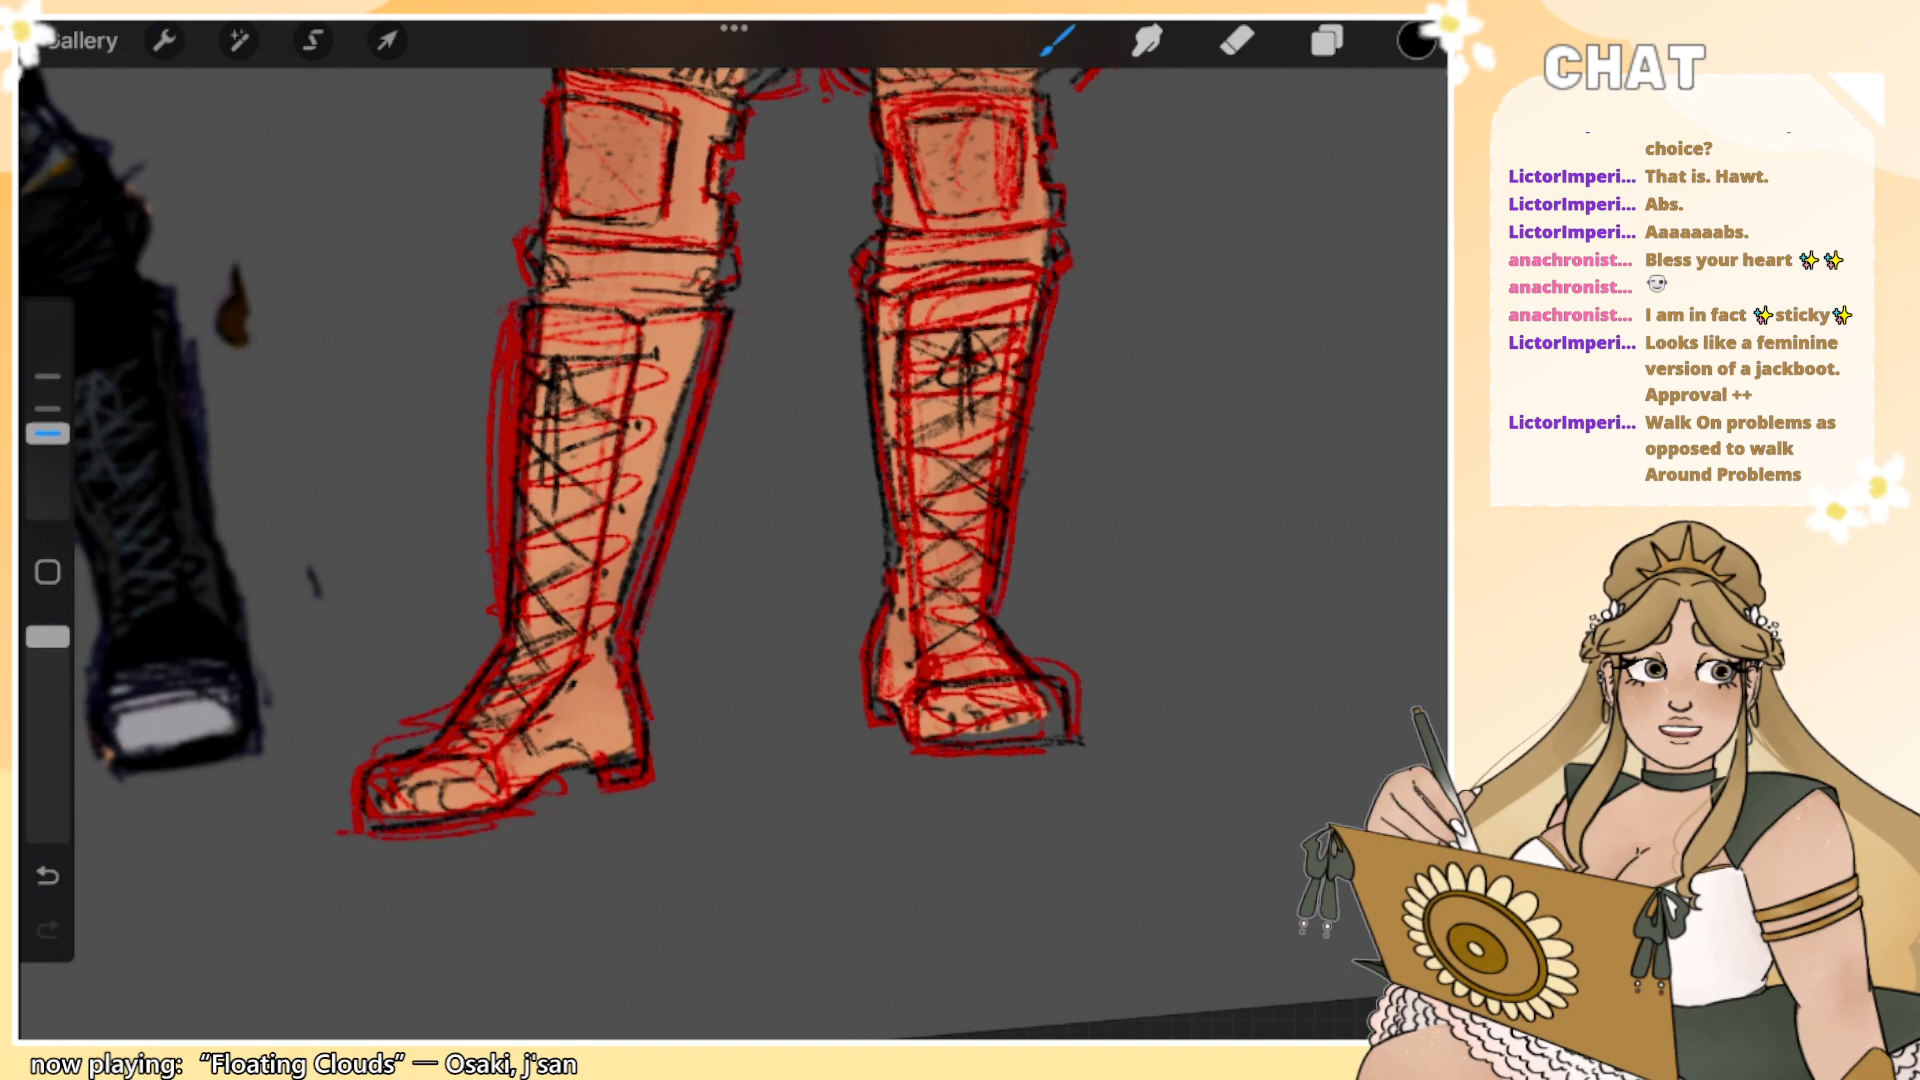 allery
CHAT
choice?
LictorImperi... That is. Hawt.
LictorImperi... Abs.
LictorImperi... Aaaaaaabs.
anachronist... Bless your heart ✨✨
anachronist...
anachronist... I am in fact ✨sticky✨
LictorImperi... Looks like a feminine
version of a jackboot.
Approval ++
LictorImperi... Walk On problems as
opposed to walk
Around Problems
now playing: “Floating Clouds” — Osaki, j'san